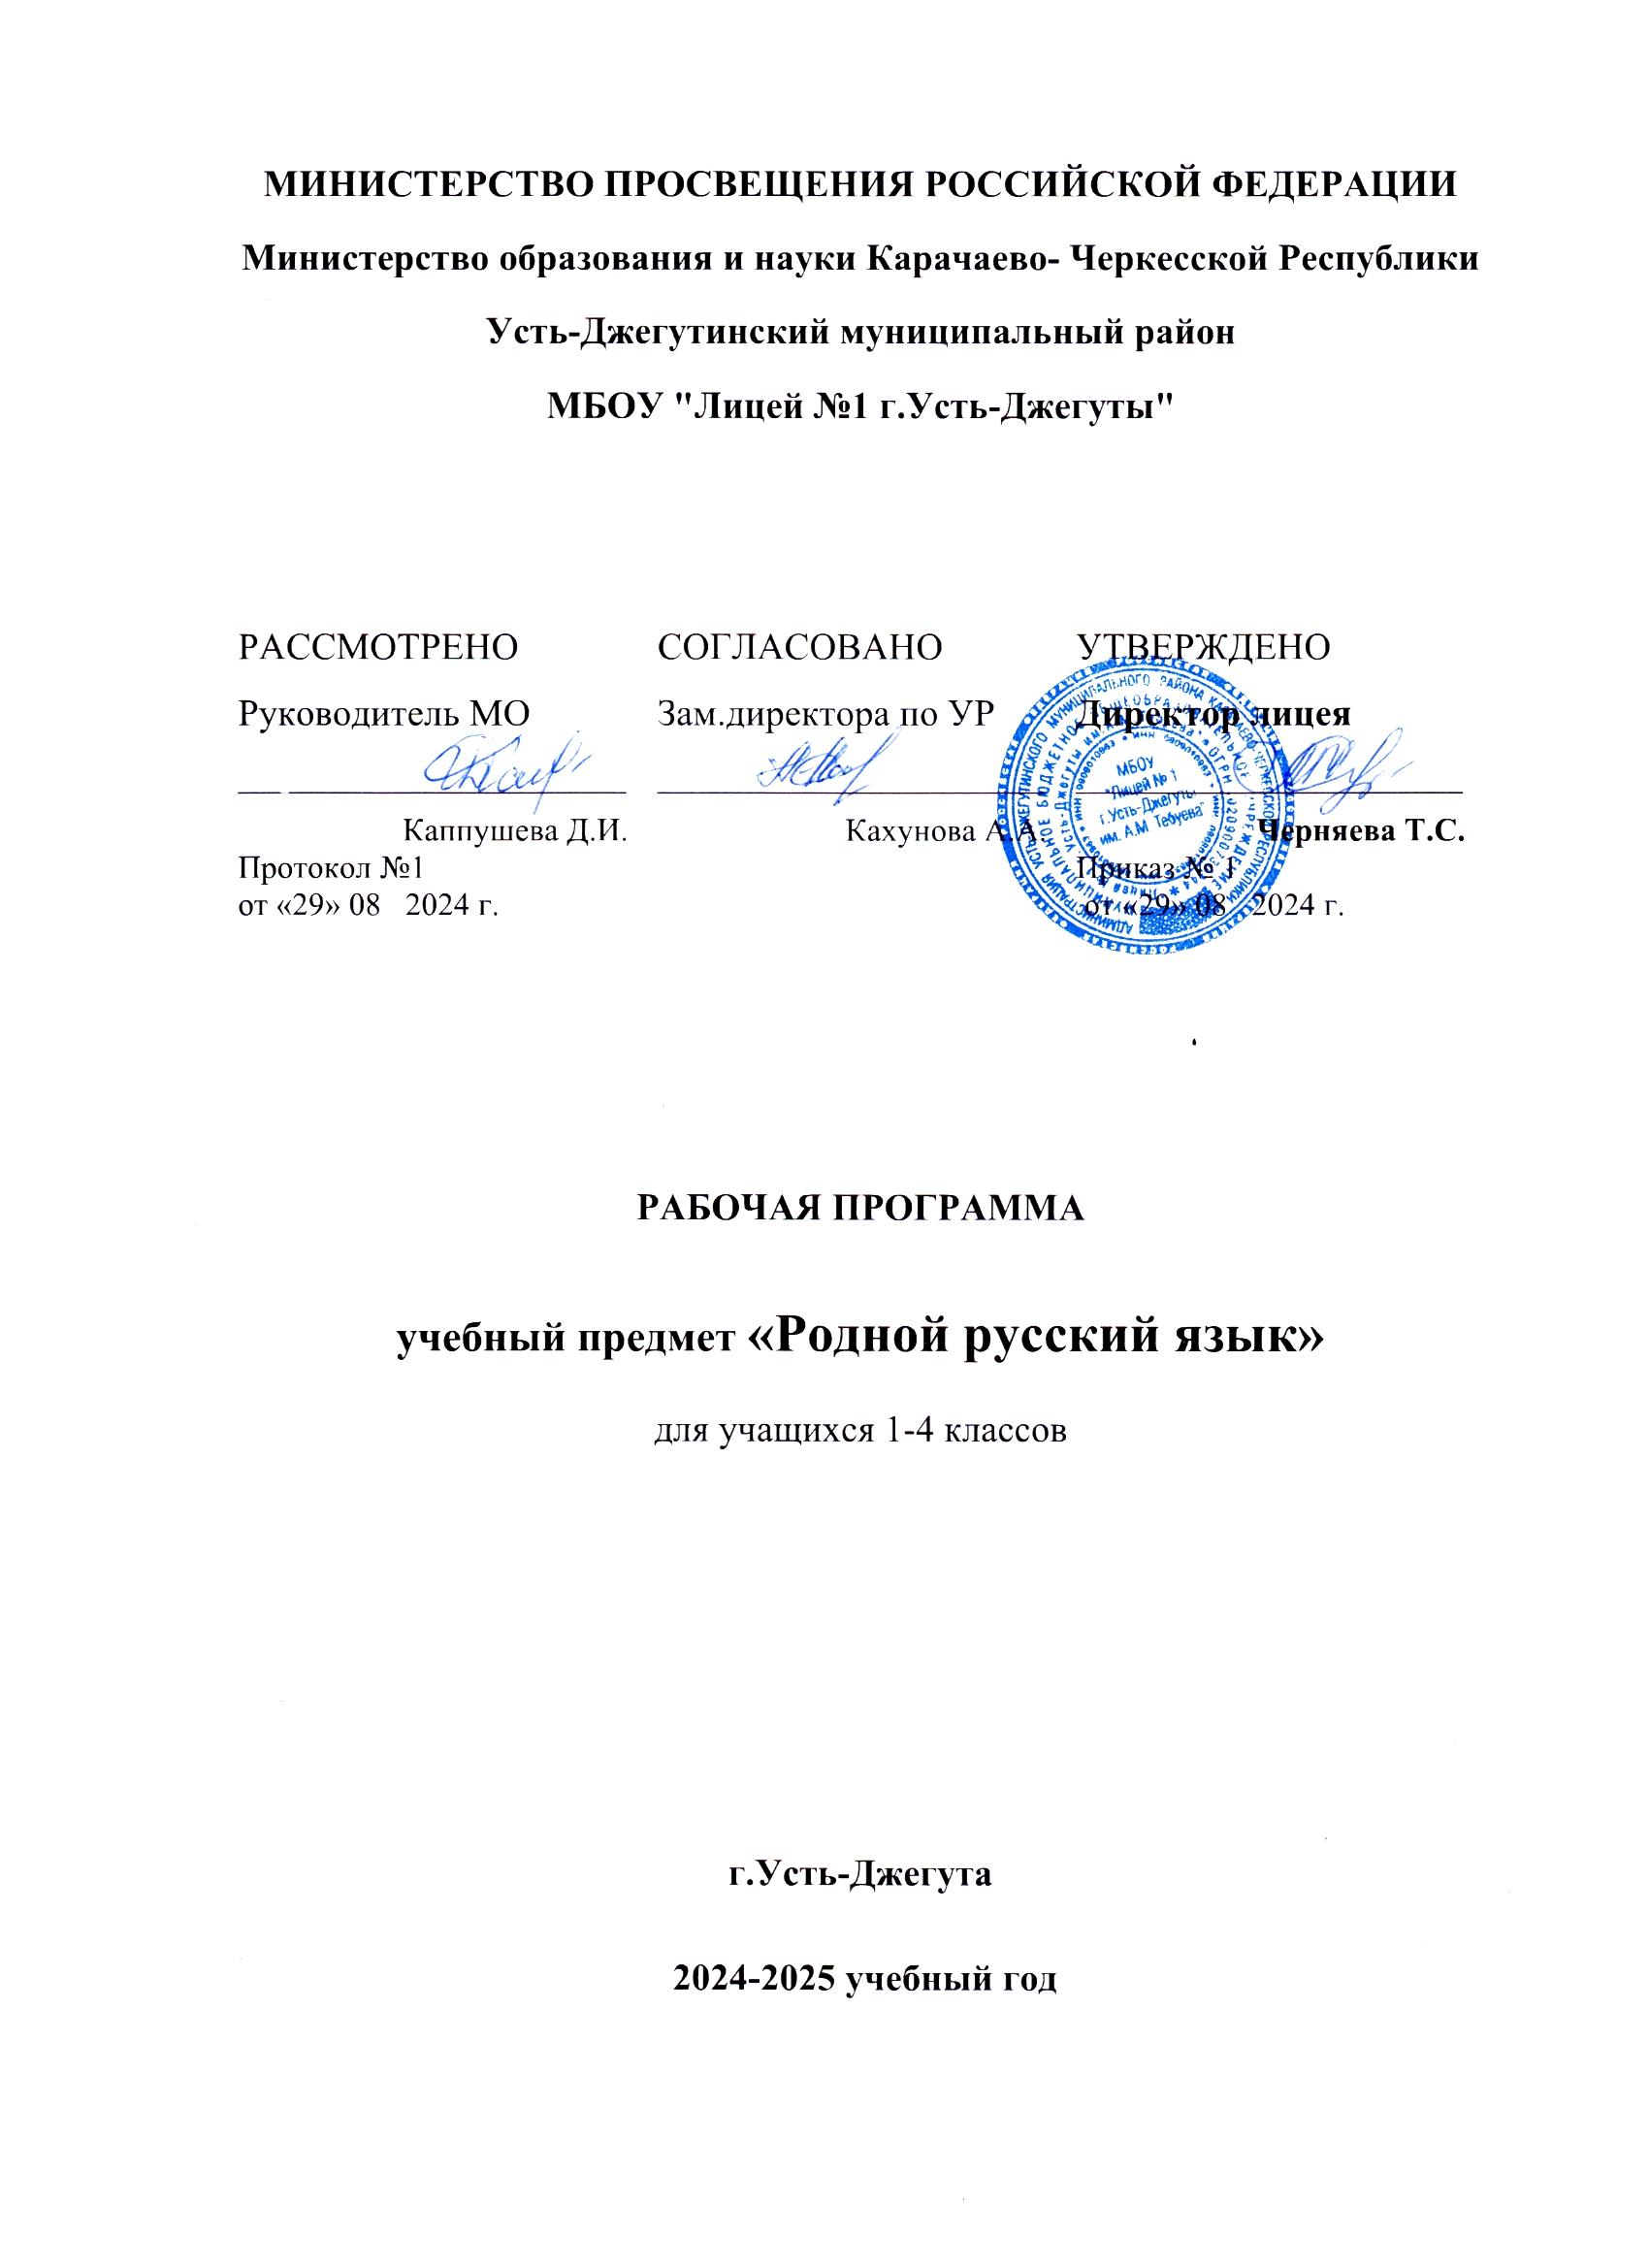 МИНИСТЕРСТВО ПРОСВЕЩЕНИЯ РОССИЙСКОЙ ФЕДЕРАЦИИ
Министерство образования и науки Карачаево- Черкесской Республики
Усть-Джегутинский муниципальный район
МБОУ "Лицей №1 г.Усть-Джегуты"
РАССМОТРЕНО
Руководитель МО
Каппушева Д.И.
Протокол №1
от «29» 08 2024 г.
СОГЛАСОВАНО
Зам.директора по УР
Кахунова А.А.
УТВЕРЖДЕНО
Директор лицея
Черняева Т.С.
Приказ № 1
от «29» 08 2024 г.
МБОУ
"Лицей № 1
г.Усть-Джегуты
им. А.М Тебуева"
РАБОЧАЯ ПРОГРАММА
учебный предмет «Родной русский язык»
для учащихся 1-4 классов
г.Усть-Джегута
2024-2025 учебный год